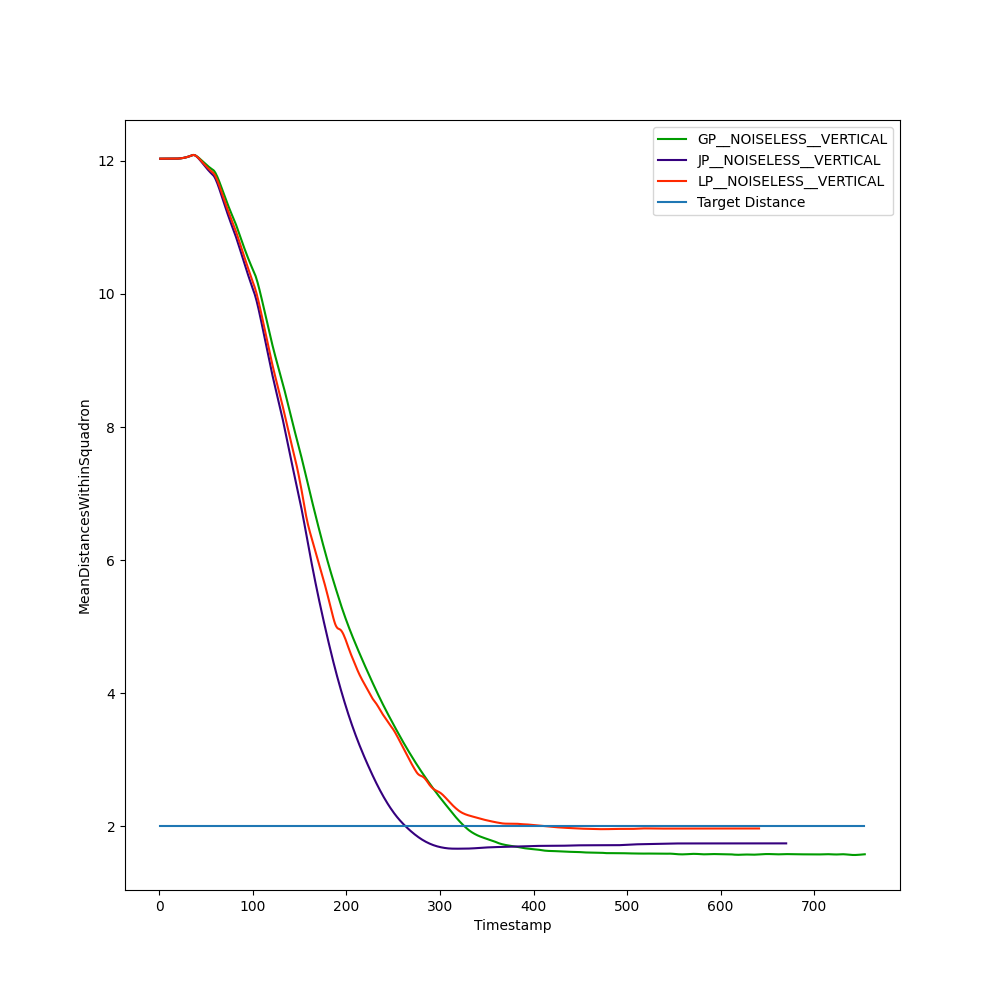 GP__NOISELESS__VERTICAL
JP__NOISELESS__VERTICAL
LP__NOISELESS__VERTICAL
Target Distance
MeanDistancesWithinSquadron
12
10
8
6
4
2
0 100 200 300 400 500 600 700
Timestamp